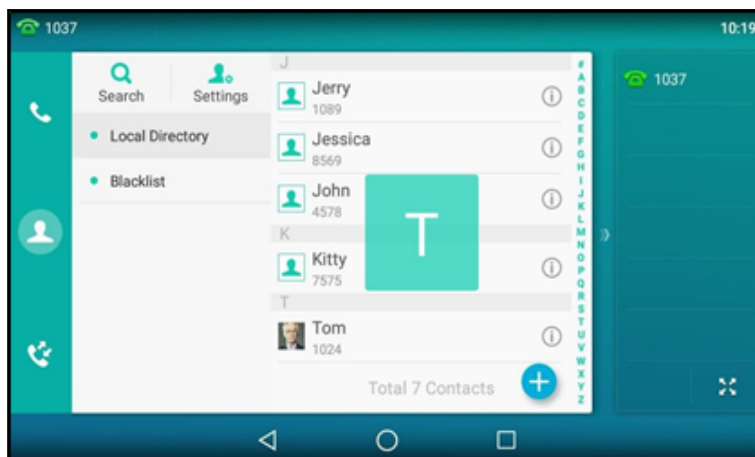 1037
10:19
Search
Settings
Local Directory
Blacklist
J
Jerry
1089
Jessica
8569
John
4578
K
Kitty
7575
T
Tom
1024
Total 7 Contacts
T
#
A
B
C
D
E
F
G
H
I
J
K
L
M
N
O
P
Q
R
S
T
U
V
W
X
Y
Z
1037